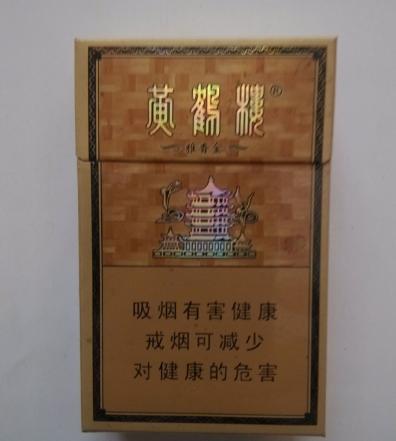 黄鹤楼®
雅香金
吸烟有害健康
戒烟可减少
对健康的危害